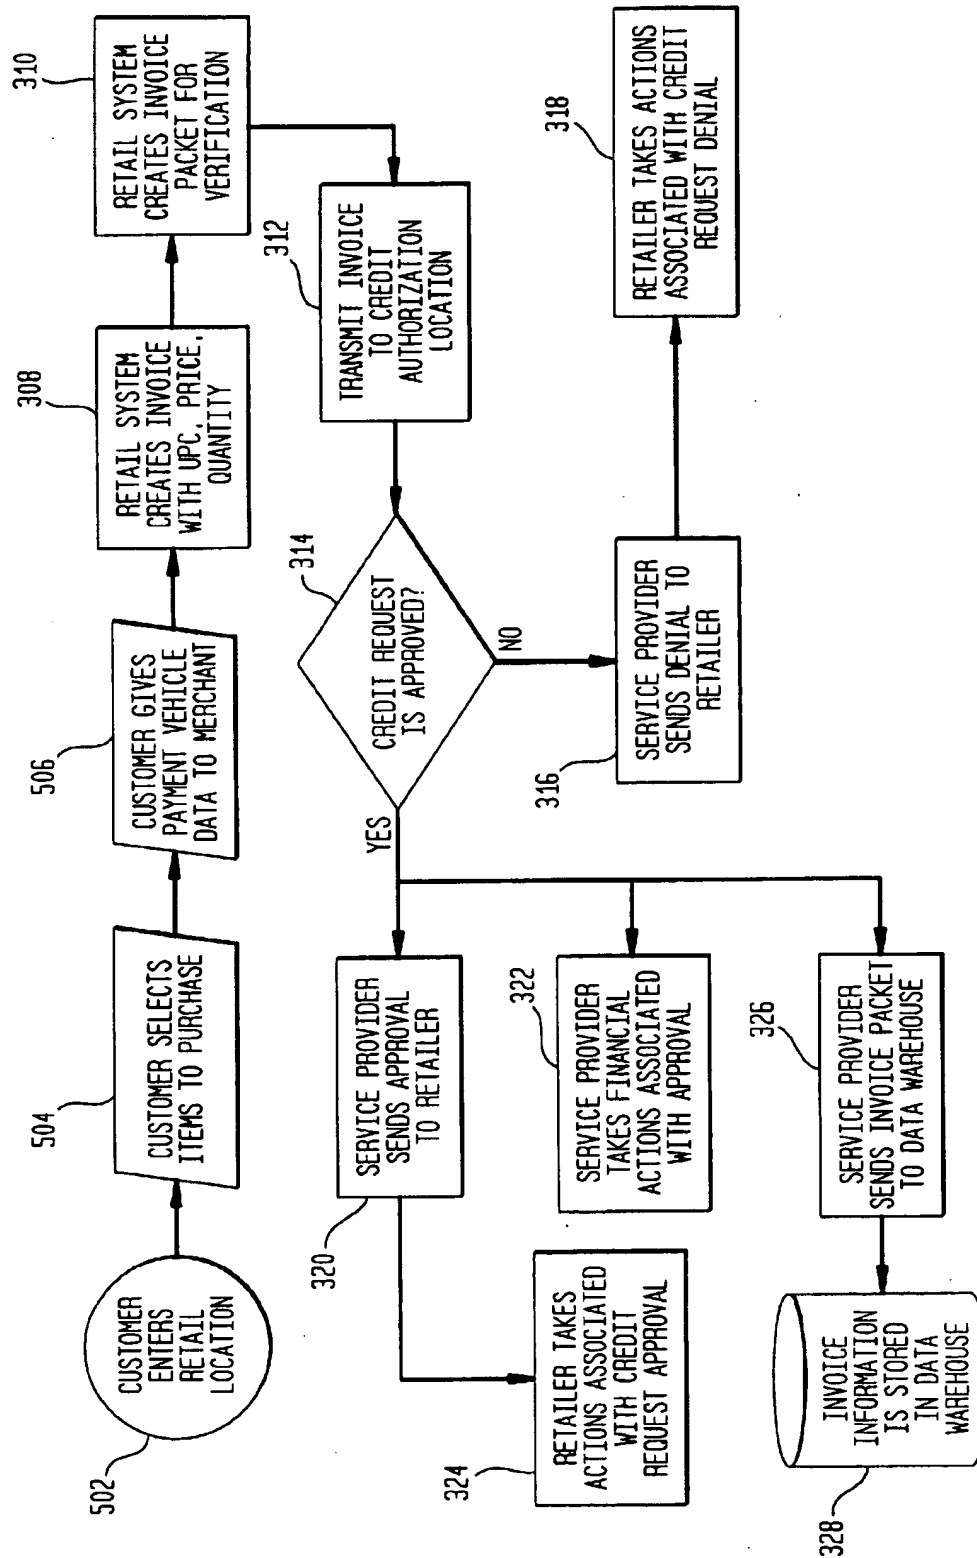 502
CUSTOMER
ENTERS
RETAIL
LOCATION
504
CUSTOMER SELECTS
ITEMS TO PURCHASE
506
CUSTOMER GIVES
PAYMENT VEHICLE
DATA TO MERCHANT
308
RETAIL SYSTEM
CREATES INVOICE
WITH UPC, PRICE,
QUANTITY
310
RETAIL SYSTEM
CREATES INVOICE
PACKET FOR
VERIFICATION
312
TRANSMIT INVOICE
TO CREDIT
AUTHORIZATION
LOCATION
314
CREDIT REQUEST
IS APPROVED?
YES
NO
316
SERVICE PROVIDER
SENDS DENIAL TO
RETAILER
318
RETAILER TAKES ACTIONS
ASSOCIATED WITH CREDIT
REQUEST DENIAL
320
SERVICE PROVIDER
SENDS APPROVAL
TO RETAILER
322
SERVICE PROVIDER
TAKES FINANCIAL
ACTIONS ASSOCIATED
WITH APPROVAL
324
RETAILER TAKES
ACTIONS ASSOCIATED
WITH CREDIT
REQUEST APPROVAL
326
SERVICE PROVIDER
SENDS INVOICE PACKET
TO DATA WAREHOUSE
328
INVOICE
INFORMATION
IS STORED
IN DATA
WAREHOUSE